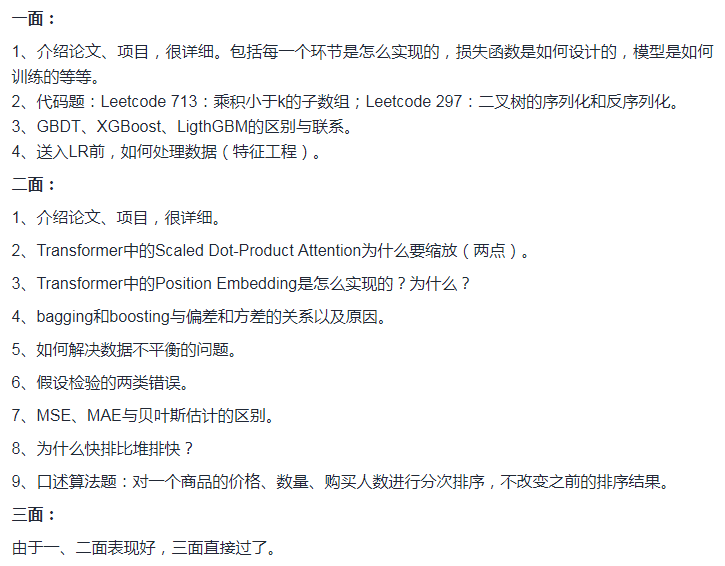 一面：
1、介绍论文、项目，很详细。包括每一个环节是怎么实现的，损失函数是如何设计的，模型是如何
训练的等等。
2、代码题：Leetcode 713：乘积小于k的子数组；Leetcode 297：二叉树的序列化和反序列化。
3、GBDT、XGBoost、LigthGBM的区别与联系。
4、送入LR前，如何处理数据（特征工程）。
二面：
1、介绍论文、项目，很详细。
2、Transformer中的Scaled Dot-Product Attention为什么要缩放（两点）。
3、Transformer中的Position Embedding是怎么实现的？为什么？
4、bagging和boosting与偏差和方差的关系以及原因。
5、如何解决数据不平衡的问题。
6、假设检验的两类错误。
7、MSE、MAE与贝叶斯估计的区别。
8、为什么快排比堆排快？
9、口述算法题：对一个商品的价格、数量、购买人数进行分次排序，不改变之前的排序结果。
三面：
由于一、二面表现好，三面直接过了。